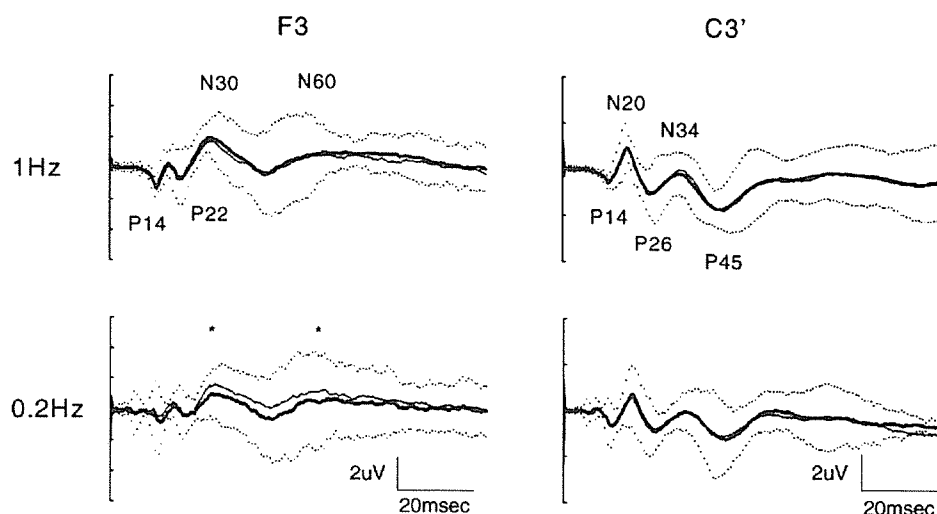 F3
C3'
N30
N60
1Hz
P14
P22
N20
N34
P14
P26
P45
*
*
0.2Hz
2uV
20msec
2uV
20msec